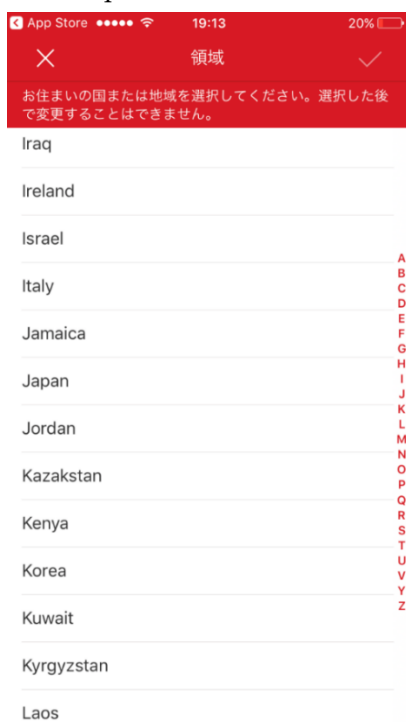 App Store 19:13 20%
領域
お住まいの国または地域を選択してください。選択した後
で変更することはできません。
Iraq
Ireland
Israel
Italy
Jamaica
Japan
Jordan
Kazakstan
Kenya
Korea
Kuwait
Kyrgyzstan
Laos
A
B
C
D
E
F
G
H
I
J
K
L
M
N
O
P
Q
R
S
T
U
V
Y
Z